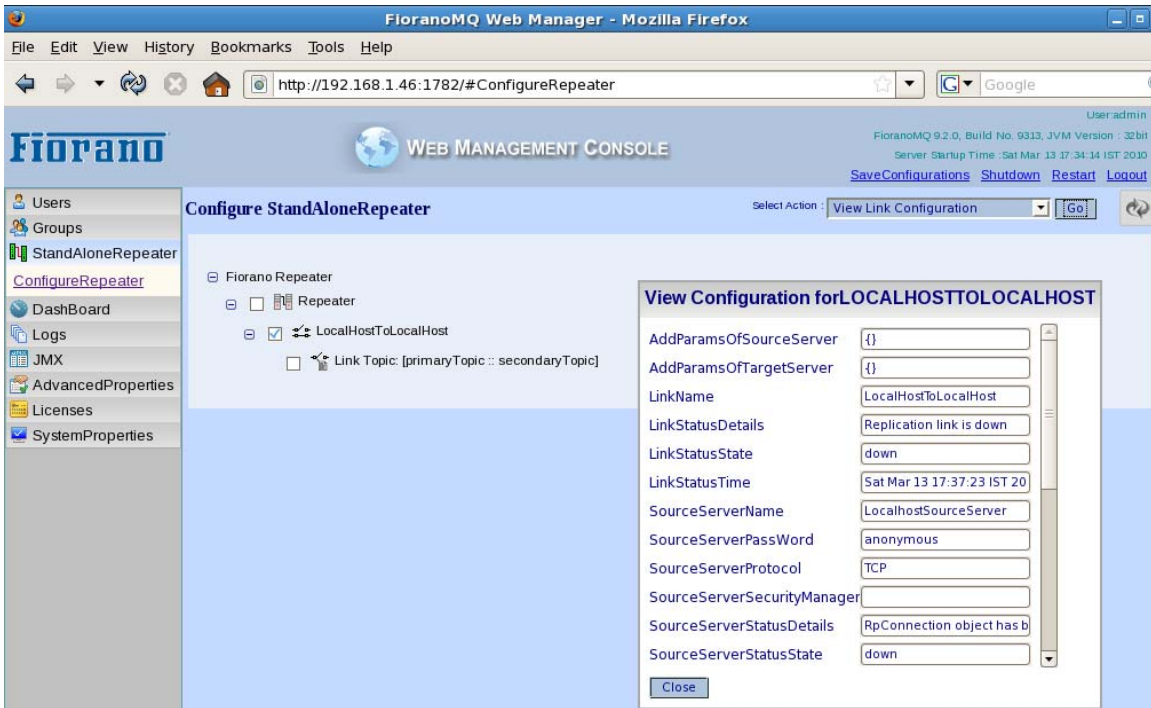 FioranoMQ Web Manager - Mozilla Firefox
File Edit View History Bookmarks Tools Help
http://192.168.1.46:1782/#ConfigureRepeater
G Google
User admin
Fiorano
WEB MANAGEMENT CONSOLE
FioranoMQ 9.2.0, Build No. 9313, JVM Version : 32bit
Server Startup Time :Sat Mar 13 17:34:14 IST 2010
SaveConfigurations Shutdown Restart Logout
Users
Groups
StandAloneRepeater
ConfigureRepeater
DashBoard
Logs
JMX
AdvancedProperties
Licenses
SystemProperties
Configure StandAloneRepeater
Select Action : View Link Configuration Go
Fiorano Repeater
Repeater
LocalHostToLocalHost
Link Topic: [primaryTopic :: secondaryTopic]
View Configuration forLOCALHOSTTOLOCALHOST
AddParamsOfSourceServer {}
AddParamsOfTargetServer {}
LinkName LocalHostToLocalHost
LinkStatusDetails Replication link is down
LinkStatusState down
LinkStatusTime Sat Mar 13 17:37:23 IST 20
SourceServerName LocalhostSourceServer
SourceServerPassWord anonymous
SourceServerProtocol TCP
SourceServerSecurityManager
SourceServerStatusDetails RpConnection object has b
SourceServerStatusState down
Close